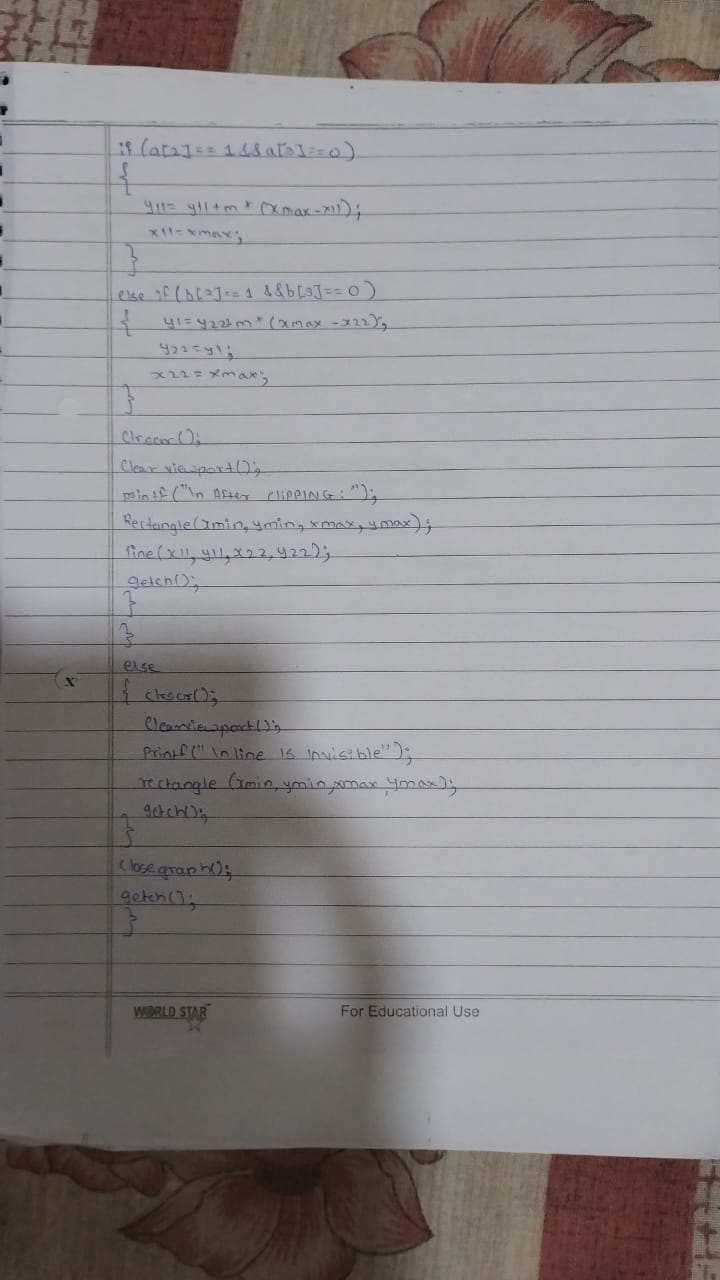 if (a[2]== 1 && a[3]==0)
{
y11= y11+m * (xmax-x11);
x11=xmax;
}
else if (b[2]== 1 &&b[3]==0)
{ y1=y22+m* (xmax -x22);
y22=y1;
x22 = xmax;
}
Clrscr();
Clear viewport();
printf("\n After CLIPPING: ");
Rectangle(xmin, ymin, xmax, ymax);
line(x11, y11, x22, y22);
getch();
}
}
else
{ clrscr();
Clearviewport();
Printf(" \n line is invisible");
rectangle (xmin, ymin, xmax, ymax);
getch();
}
Closegraph();
getch();
}
WORLD STAR
For Educational Use